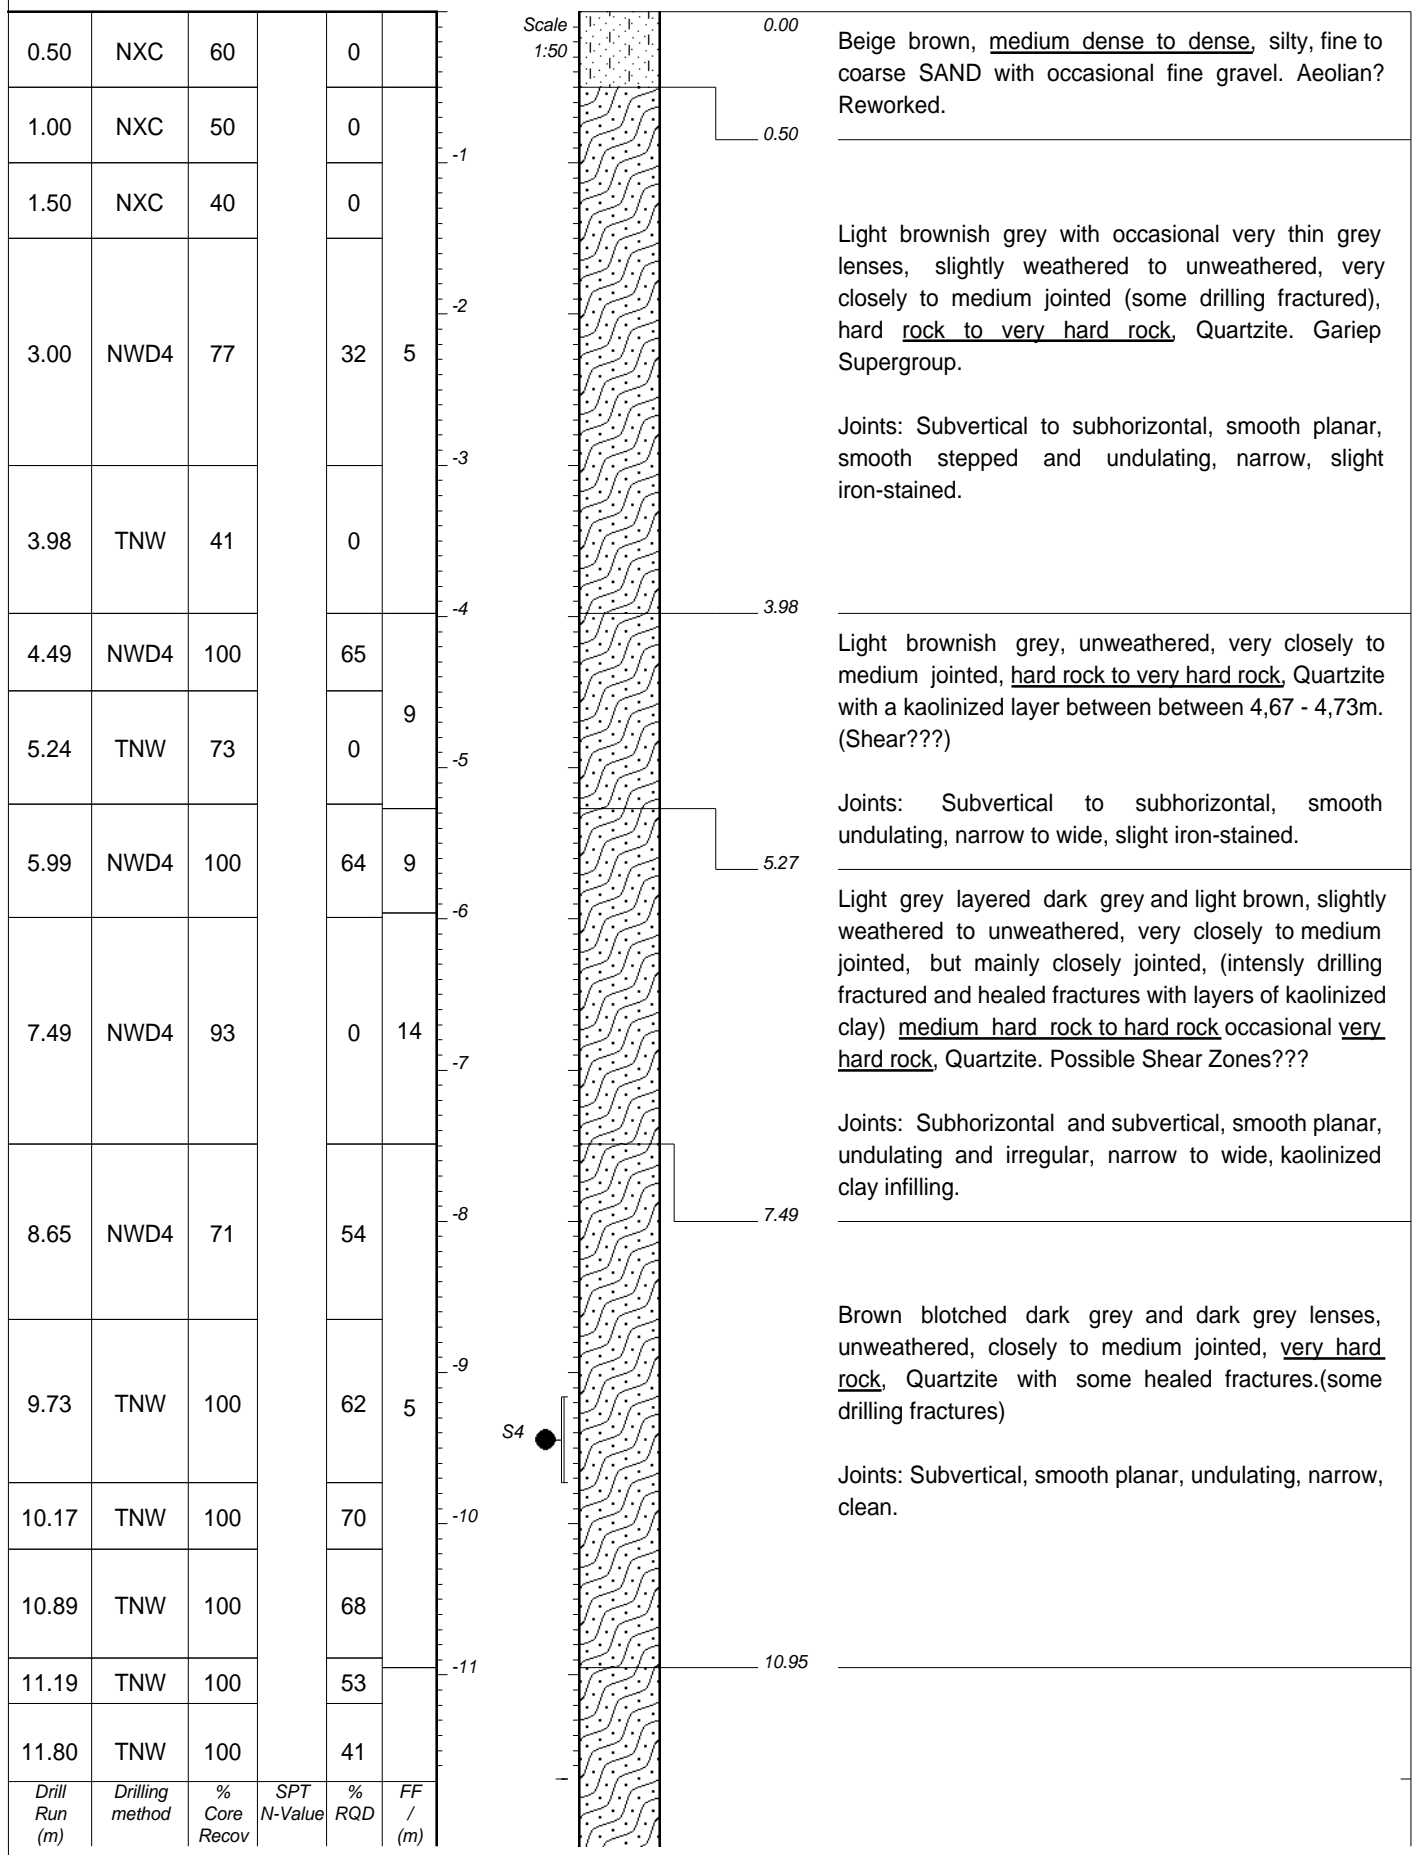 Scale
1:50
0.50 NXC 60 0
1.00 NXC 50 0
1.50 NXC 40 0
3.00 NWD4 77 32 5
3.98 TNW 41 0
4.49 NWD4 100 65
9
5.24 TNW 73 0
5.99 NWD4 100 64 9
7.49 NWD4 93 0 14
8.65 NWD4 71 54
9.73 TNW 100 62 5
10.17 TNW 100 70
10.89 TNW 100 68
11.19 TNW 100 53
11.80 TNW 100 41
Drill Drilling % SPT % FF
Run method Core N-Value RQD /
(m) Recov (m)
-1
-2
-3
-4
-5
-6
-7
-8
-9
-10
-11
S4
0.00
Beige brown, medium dense to dense, silty, fine to
coarse SAND with occasional fine gravel. Aeolian?
Reworked.
0.50
Light brownish grey with occasional very thin grey
lenses, slightly weathered to unweathered, very
closely to medium jointed (some drilling fractured),
hard rock to very hard rock, Quartzite. Gariep
Supergroup.
Joints: Subvertical to subhorizontal, smooth planar,
smooth stepped and undulating, narrow, slight
iron-stained.
3.98
Light brownish grey, unweathered, very closely to
medium jointed, hard rock to very hard rock, Quartzite
with a kaolinized layer between between 4,67 - 4,73m.
(Shear???)
Joints: Subvertical to subhorizontal, smooth
undulating, narrow to wide, slight iron-stained.
5.27
Light grey layered dark grey and light brown, slightly
weathered to unweathered, very closely to medium
jointed, but mainly closely jointed, (intensly drilling
fractured and healed fractures with layers of kaolinized
clay) medium hard rock to hard rock occasional very
hard rock, Quartzite. Possible Shear Zones???
Joints: Subhorizontal and subvertical, smooth planar,
undulating and irregular, narrow to wide, kaolinized
clay infilling.
7.49
Brown blotched dark grey and dark grey lenses,
unweathered, closely to medium jointed, very hard
rock, Quartzite with some healed fractures.(some
drilling fractures)
Joints: Subvertical, smooth planar, undulating, narrow,
clean.
10.95